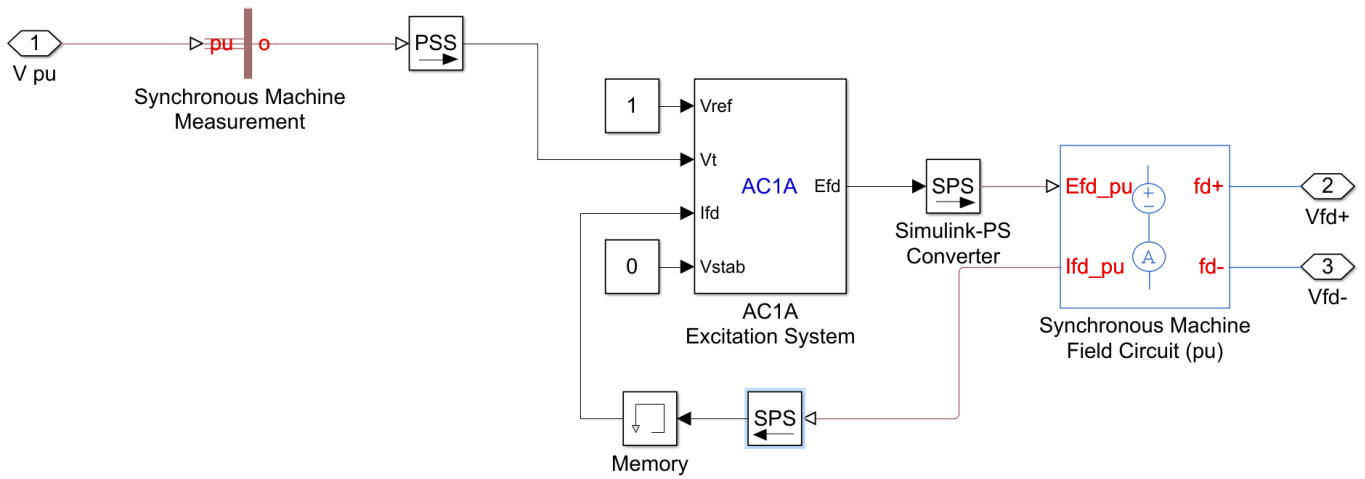 1
V pu
pu
o
Synchronous Machine
Measurement
PSS
1
Vref
Vt
AC1A
Efd
Ifd
0
Vstab
AC1A
Excitation System
SPS
Simulink-PS
Converter
Efd_pu
fd+
A
Ifd_pu
fd-
Synchronous Machine
Field Circuit (pu)
2
Vfd+
3
Vfd-
SPS
Memory